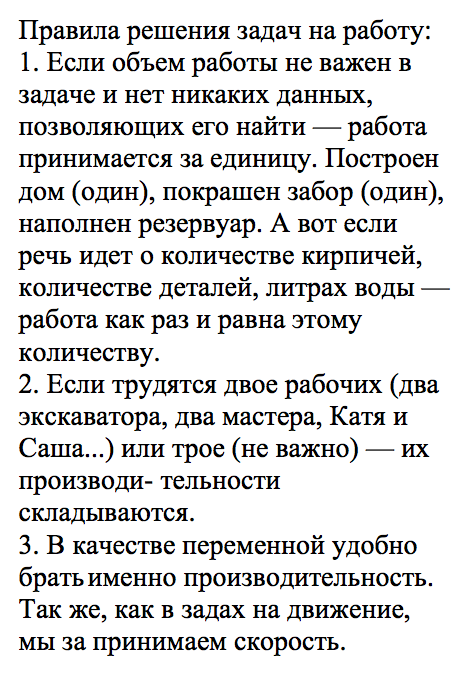 Правила решения задач на работу:
1. Если объем работы не важен в
задаче и нет никаких данных,
позволяющих его найти — работа
принимается за единицу. Построен
дом (один), покрашен забор (один),
наполнен резервуар. А вот если
речь идет о количестве кирпичей,
количестве деталей, литрах воды —
работа как раз и равна этому
количеству.
2. Если трудятся двое рабочих (два
экскаватора, два мастера, Катя и
Саша...) или трое (не важно) — их
производи- тельности
складываются.
3. В качестве переменной удобно
брать именно производительность.
Так же, как в задах на движение,
мы за принимаем скорость.